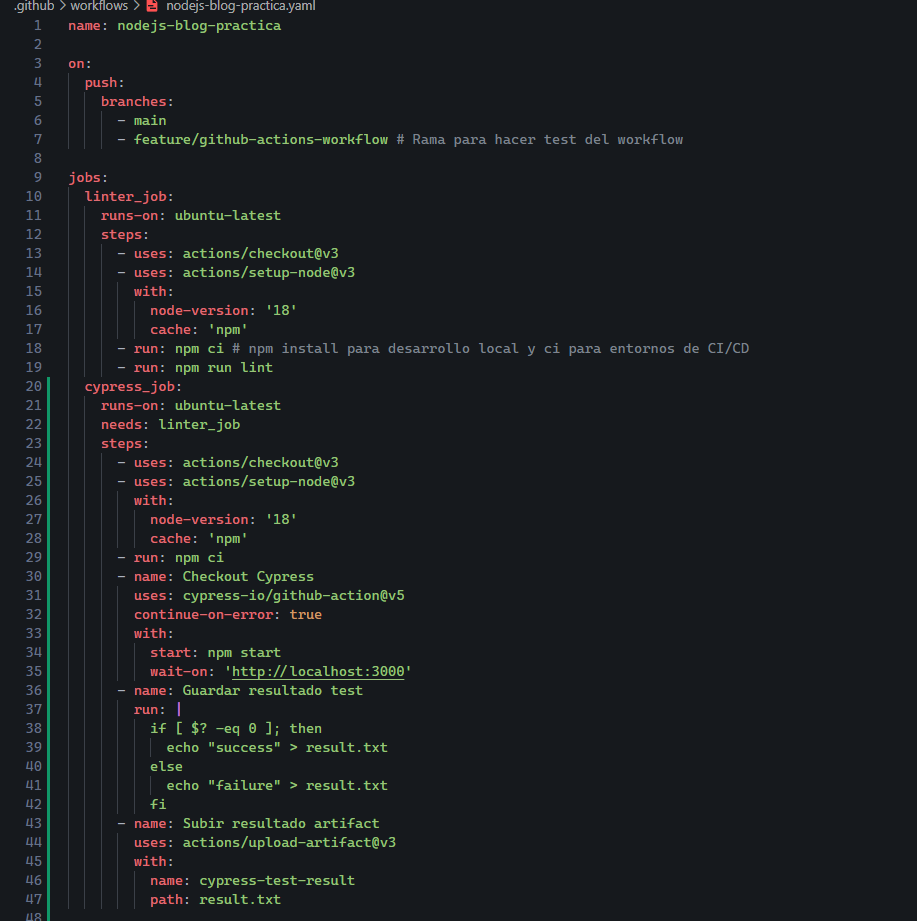 .github > workflows > nodejs-blog-practica.yaml
1 name: nodejs-blog-practica
2
3 on:
4   push:
5     branches:
6       - main
7       - feature/github-actions-workflow # Rama para hacer test del workflow
8
9 jobs:
10   linter_job:
11     runs-on: ubuntu-latest
12     steps:
13       - uses: actions/checkout@v3
14       - uses: actions/setup-node@v3
15         with:
16           node-version: '18'
17           cache: 'npm'
18       - run: npm ci # npm install para desarrollo local y ci para entornos de CI/CD
19       - run: npm run lint
20   cypress_job:
21     runs-on: ubuntu-latest
22     needs: linter_job
23     steps:
24       - uses: actions/checkout@v3
25       - uses: actions/setup-node@v3
26         with:
27           node-version: '18'
28           cache: 'npm'
29       - run: npm ci
30       - name: Checkout Cypress
31         uses: cypress-io/github-action@v5
32         continue-on-error: true
33         with:
34           start: npm start
35           wait-on: 'http://localhost:3000'
36       - name: Guardar resultado test
37         run: |
38           if [ $? -eq 0 ]; then
39             echo "success" > result.txt
40           else
41             echo "failure" > result.txt
42           fi
43       - name: Subir resultado artifact
44         uses: actions/upload-artifact@v3
45         with:
46           name: cypress-test-result
47           path: result.txt
48